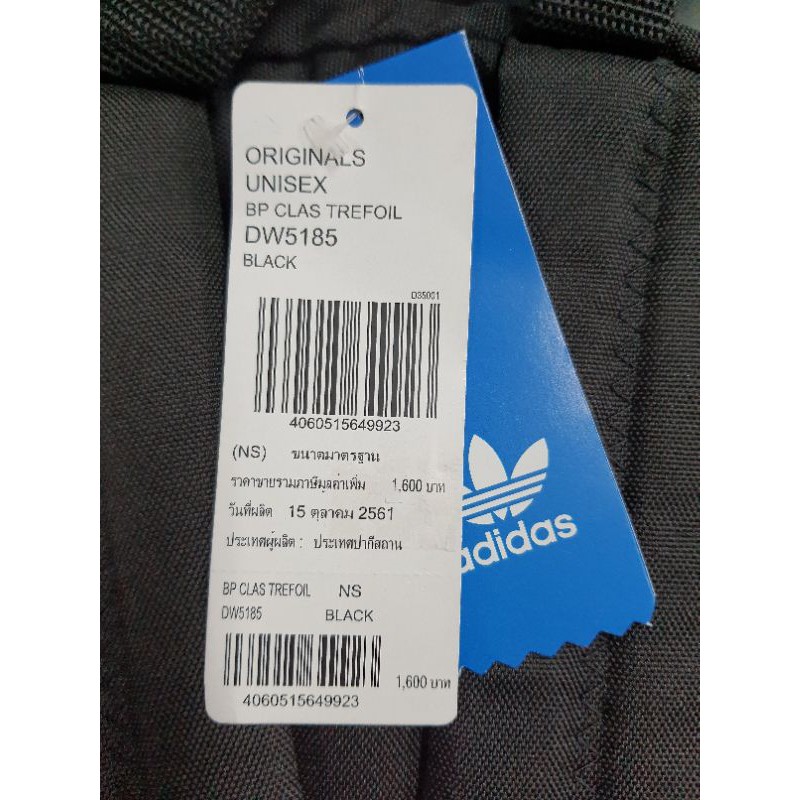 ORIGINALS
UNISEX
BP CLAS TREFOIL
DW5185
BLACK
D35001
4060515649923
(NS) ขนาดมาตรฐาน
ราคาขายรวมภาษีมูลค่าเพิ่ม 1,600 บาท
วันที่ผลิต 15 ตุลาคม 2561
ประเทศผู้ผลิต : ประเทศปากีสถาน
BP CLAS TREFOIL NS
DW5185 BLACK
1,600 บาท
4060515649923
adidas